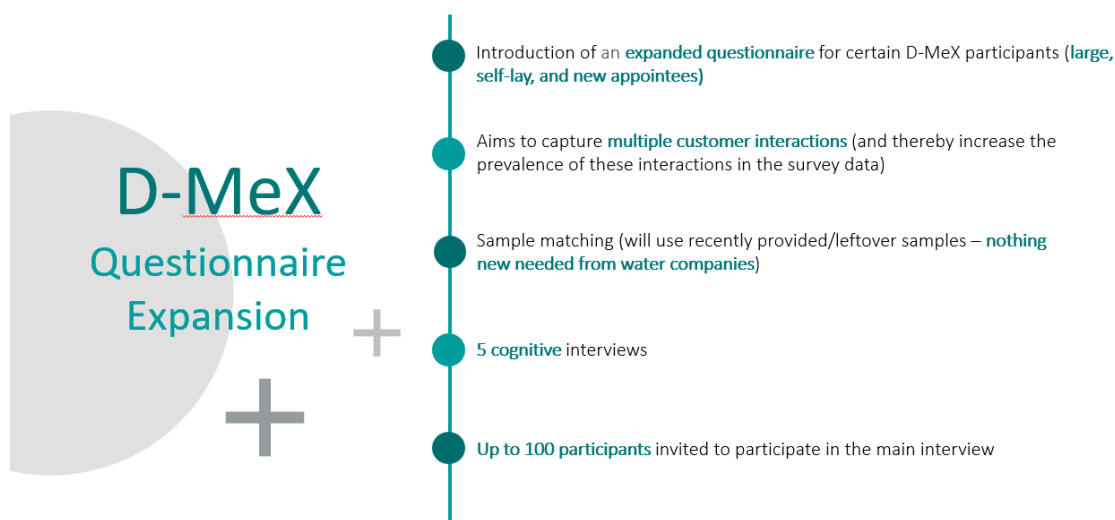 D-MeX
Questionnaire
Expansion
Introduction of an expanded questionnaire for certain D-MeX participants (large,
self-lay, and new appointees)
Aims to capture multiple customer interactions (and thereby increase the
prevalence of these interactions in the survey data)
Sample matching (will use recently provided/leftover samples – nothing
new needed from water companies)
5 cognitive interviews
Up to 100 participants invited to participate in the main interview